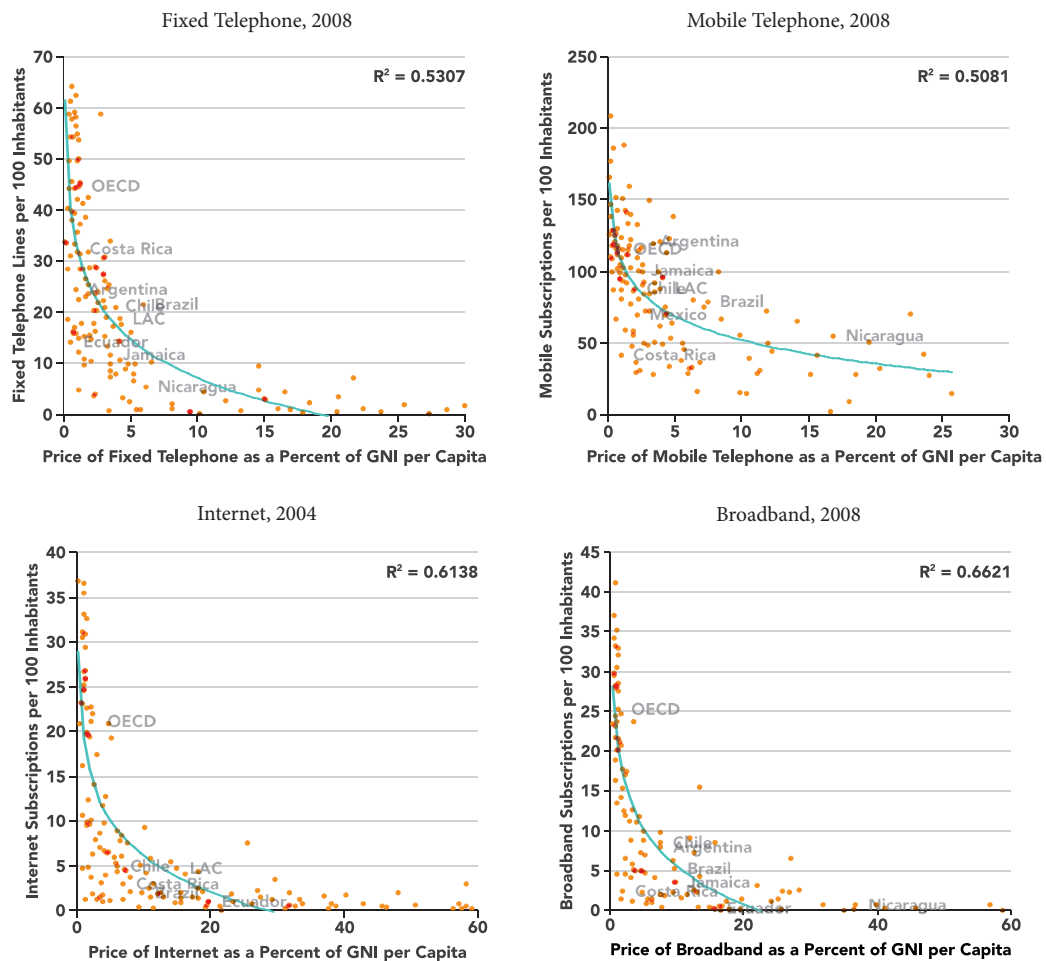 Fixed Telephone, 2008
Fixed Telephone Lines per 100 Inhabitants
70
60
50
40
30
20
10
0
R² = 0.5307
OECD
Costa Rica
Argentina
Chile
Brazil
LAC
Ecuador
Jamaica
Nicaragua
0 5 10 15 20 25 30
Price of Fixed Telephone as a Percent of GNI per Capita
Mobile Telephone, 2008
Mobile Subscriptions per 100 Inhabitants
250
200
150
100
50
0
R² = 0.5081
Argentina
OECD
Jamaica
Chile
LAC
Brazil
Mexico
Nicaragua
Costa Rica
0 5 10 15 20 25 30
Price of Mobile Telephone as a Percent of GNI per Capita
Internet, 2004
Internet Subscriptions per 100 Inhabitants
40
35
30
25
20
15
10
5
0
R² = 0.6138
OECD
Chile
LAC
Costa Rica
Brazil
Ecuador
0 20 40 60
Price of Internet as a Percent of GNI per Capita
Broadband, 2008
Broadband Subscriptions per 100 Inhabitants
45
40
35
30
25
20
15
10
5
0
R² = 0.6621
OECD
Chile
Argentina
Brazil
Jamaica
Costa Rica
Ecuador
Nicaragua
0 20 40 60
Price of Broadband as a Percent of GNI per Capita